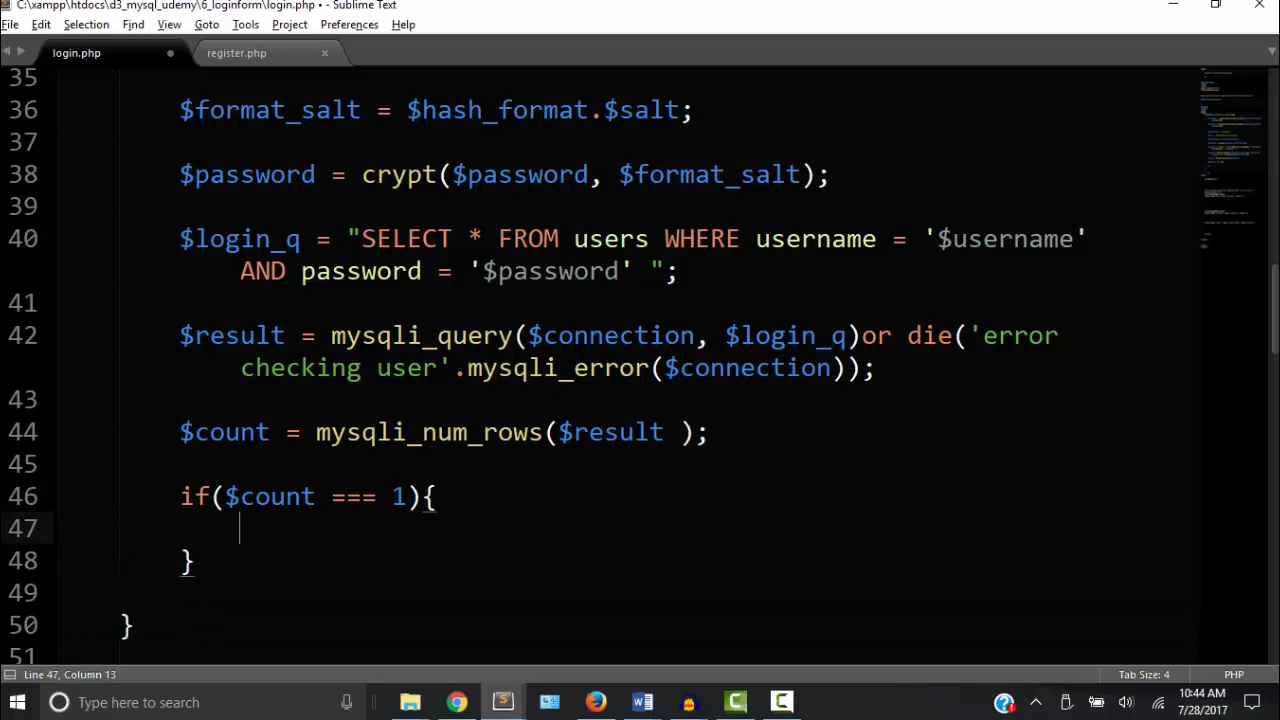 C:\xampp\htdocs\d3_mysql_udemy\6_loginform\login.php • - Sublime Text
File Edit Selection Find View Goto Tools Project Preferences Help
login.php register.php
35
36 $format_salt = $hash_format.$salt;
37
38 $password = crypt($password, $format_salt);
39
40 $login_q = "SELECT * FROM users WHERE username = '$username'
AND password = '$password' ";
41
42 $result = mysqli_query($connection, $login_q)or die('error
checking user'.mysqli_error($connection));
43
44 $count = mysqli_num_rows($result );
45
46 if($count === 1){
47
48 }
49
50 }
51
Line 47, Column 13 Tab Size: 4 PHP
Type here to search
10:44 AM
7/28/2017